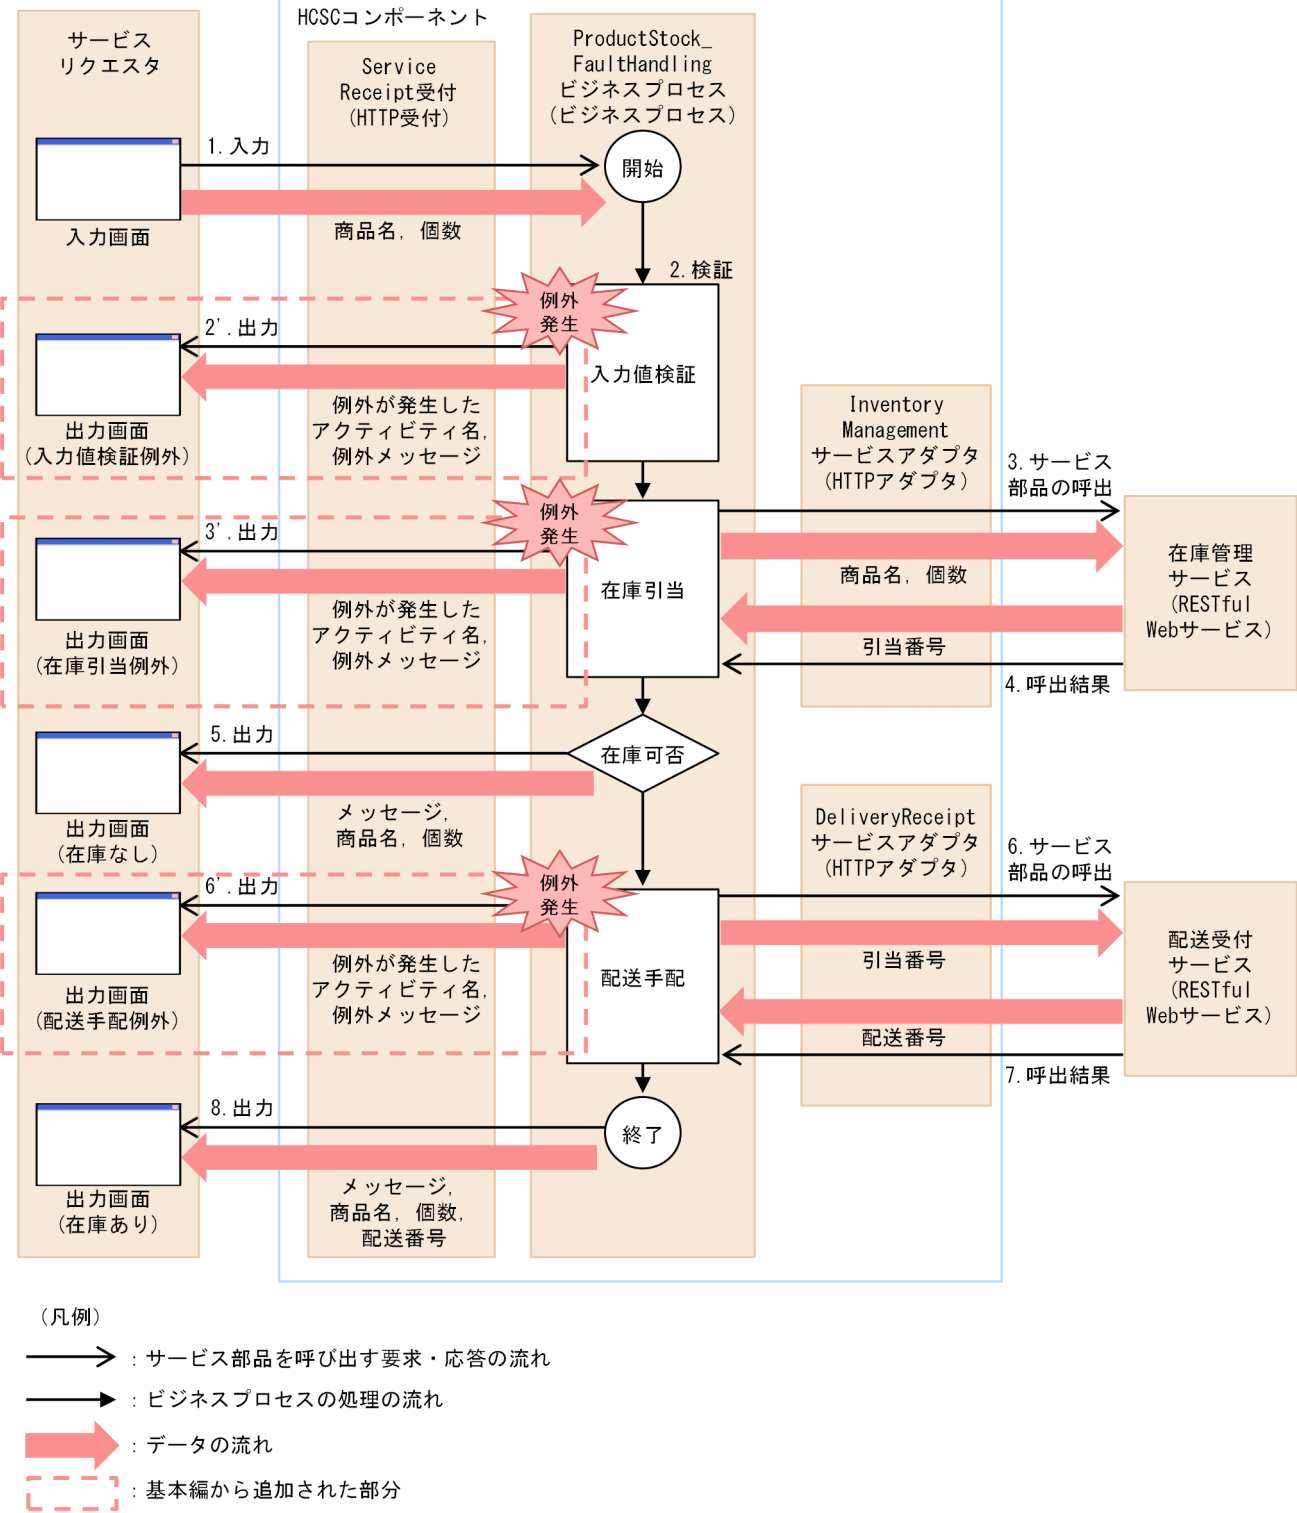 HCSCコンポーネント
サービス
リクエスタ
Service
Receipt受付
(HTTP受付)
ProductStock_
FaultHandling
ビジネスプロセス
(ビジネスプロセス)
1.入力
開始
商品名, 個数
入力画面
2.検証
例外
発生
2'.出力
入力値検証
例外が発生した
アクティビティ名,
例外メッセージ
出力画面
(入力値検証例外)
Inventory
Management
サービスアダプタ
(HTTPアダプタ)
3.サービス
部品の呼出
例外
発生
3'.出力
在庫引当
商品名, 個数
在庫管理
サービス
(RESTful
Webサービス)
例外が発生した
アクティビティ名,
例外メッセージ
出力画面
(在庫引当例外)
引当番号
4.呼出結果
5.出力
在庫可否
メッセージ,
商品名, 個数
出力画面
(在庫なし)
DeliveryReceipt
サービスアダプタ
(HTTPアダプタ)
6.サービス
部品の呼出
例外
発生
6'.出力
配送手配
引当番号
配送受付
サービス
(RESTful
Webサービス)
例外が発生した
アクティビティ名,
例外メッセージ
出力画面
(配送手配例外)
配送番号
7.呼出結果
8.出力
終了
メッセージ,
商品名, 個数,
配送番号
出力画面
(在庫あり)
(凡例)
: サービス部品を呼び出す要求・応答の流れ
: ビジネスプロセスの処理の流れ
: データの流れ
: 基本編から追加された部分